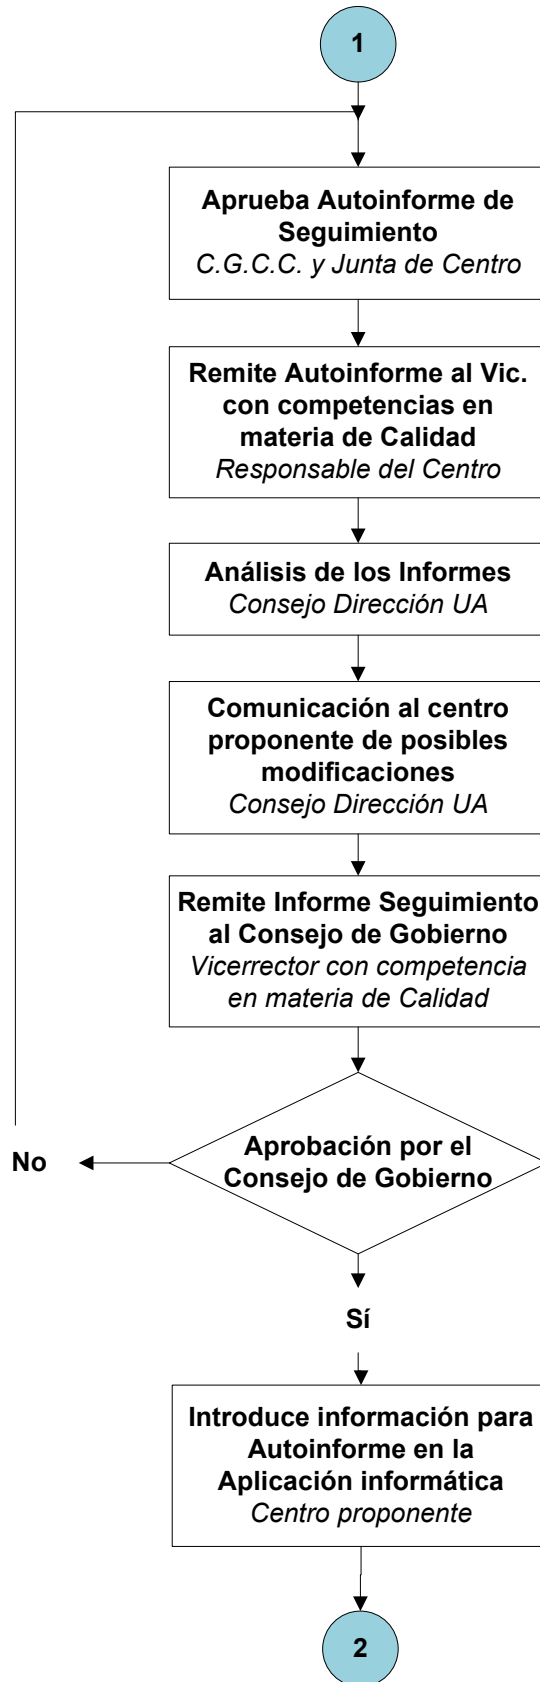 1
Aprueba Autoinforme de
Seguimiento
C.G.C.C. y Junta de Centro
Remite Autoinforme al Vic.
con competencias en
materia de Calidad
Responsable del Centro
Análisis de los Informes
Consejo Dirección UA
Comunicación al centro
proponente de posibles
modificaciones
Consejo Dirección UA
Remite Informe Seguimiento
al Consejo de Gobierno
Vicerrector con competencia
en materia de Calidad
Aprobación por el
Consejo de Gobierno
No
Sí
Introduce información para
Autoinforme en la
Aplicación informática
Centro proponente
2